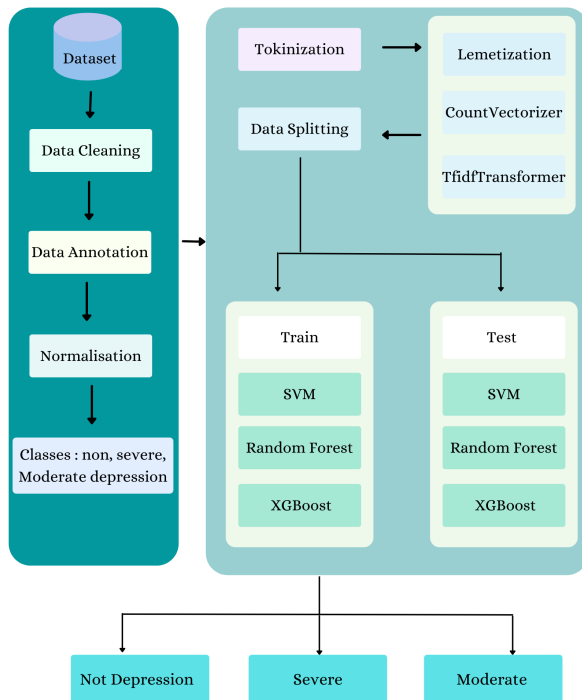 Dataset
Data Cleaning
Data Annotation
Normalisation
Classes : non, severe,
Moderate depression
Tokinization
Lemetization
CountVectorizer
TfidfTransformer
Data Splitting
Train
SVM
Random Forest
XGBoost
Test
SVM
Random Forest
XGBoost
Not Depression
Severe
Moderate